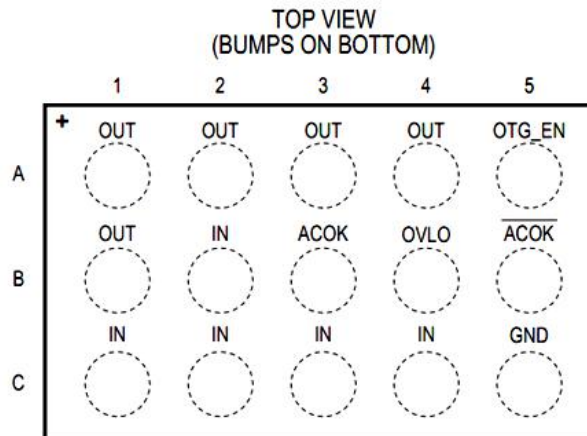 TOP VIEW
(BUMPS ON BOTTOM)
1 2 3 4 5
+ OUT OUT OUT OUT OTG_EN
A
OUT IN ACOK OVLO A̅C̅O̅K̅
B
IN IN IN IN GND
C